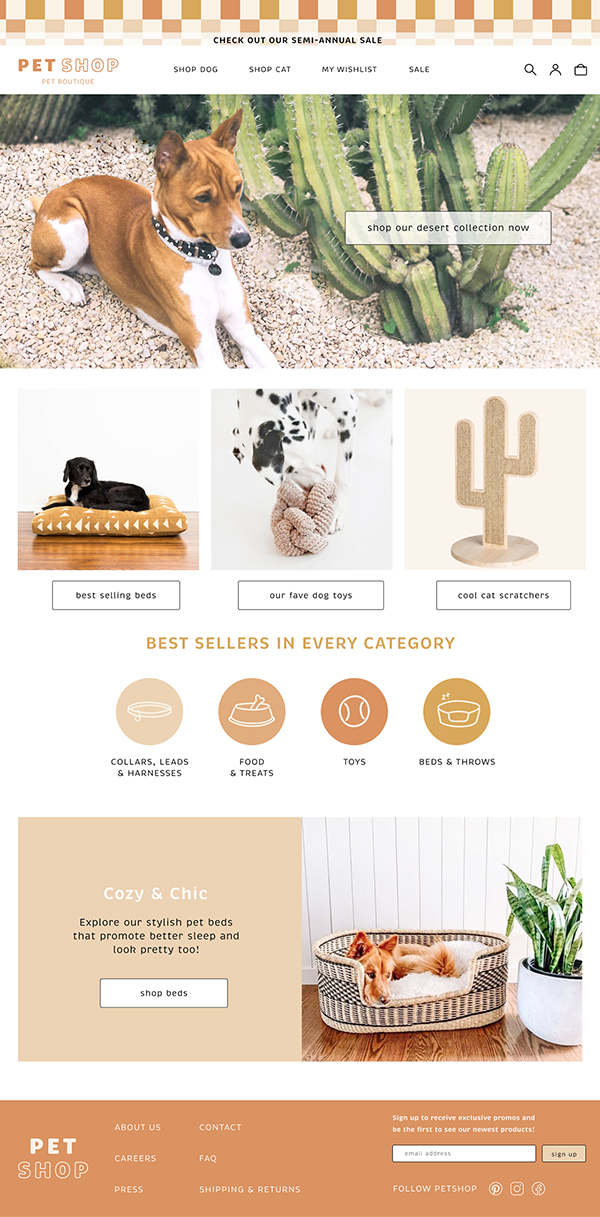 CHECK OUT OUR SEMI-ANNUAL SALE
PET SHOP
PET BOUTIQUE
SHOP DOG
SHOP CAT
MY WISHLIST
SALE
shop our desert collection now
best selling beds
our fave dog toys
cool cat scratchers
BEST SELLERS IN EVERY CATEGORY
zz
COLLARS, LEADS
& HARNESSES
FOOD
& TREATS
TOYS
BEDS & THROWS
Cozy & Chic
Explore our stylish pet beds
that promote better sleep and
look pretty too!
shop beds
PET
SHOP
ABOUT US
CAREERS
PRESS
CONTACT
FAQ
SHIPPING & RETURNS
Sign up to receive exclusive promos and
be the first to see our newest products!
email address
sign up
FOLLOW PETSHOP